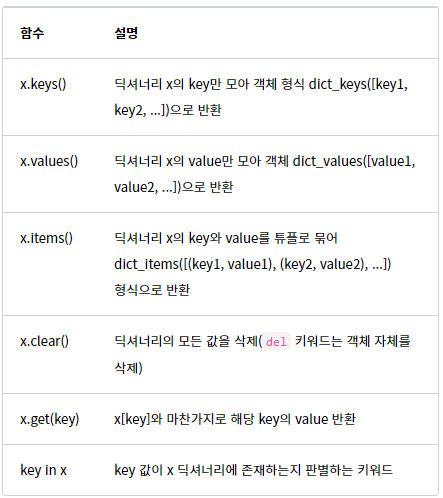 함수 설명
x.keys() 딕셔너리 x의 key만 모아 객체 형식 dict_keys([key1,
key2, ...])으로 반환
x.values() 딕셔너리 x의 value만 모아 객체 dict_values([value1,
value2, ...])으로 반환
x.items() 딕셔너리 x의 key와 value를 튜플로 묶어
dict_items([(key1, value1), (key2, value2), ...])
형식으로 반환
x.clear() 딕셔너리의 모든 값을 삭제( del 키워드는 객체 자체를
삭제)
x.get(key) x[key]와 마찬가지로 해당 key의 value 반환
key in x key 값이 x 딕셔너리에 존재하는지 판별하는 키워드